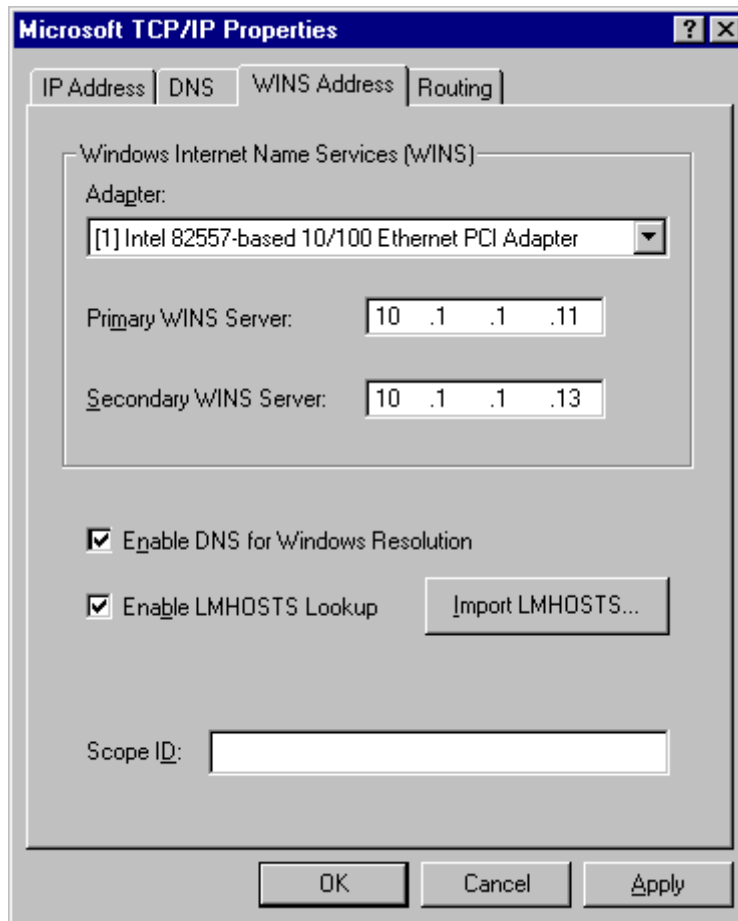 Microsoft TCP/IP Properties
IP Address DNS WINS Address Routing
Windows Internet Name Services (WINS)
Adapter:
[1] Intel 82557-based 10/100 Ethernet PCI Adapter
Primary WINS Server: 10 .1 .1 .11
Secondary WINS Server: 10 .1 .1 .13
Enable DNS for Windows Resolution
Enable LMHOSTS Lookup Import LMHOSTS...
Scope ID:
OK Cancel Apply